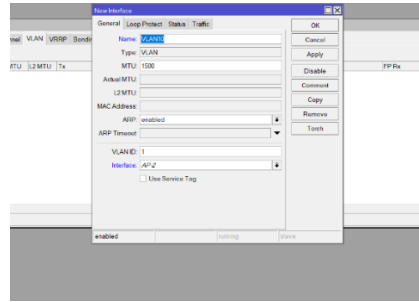 New Interface
General Loop Protect Status Traffic
OK
nel VLAN VRRP Bondin
Name: VLAN10
Cancel
Type: VLAN
Apply
MTU L2 MTU Tx
MTU: 1500
FP Rx
Disable
Actual MTU:
Comment
L2 MTU:
Copy
MAC Address:
Remove
ARP: enabled
Torch
ARP Timeout:
VLAN ID: 1
Interface: AP-2
Use Service Tag
enabled running slave